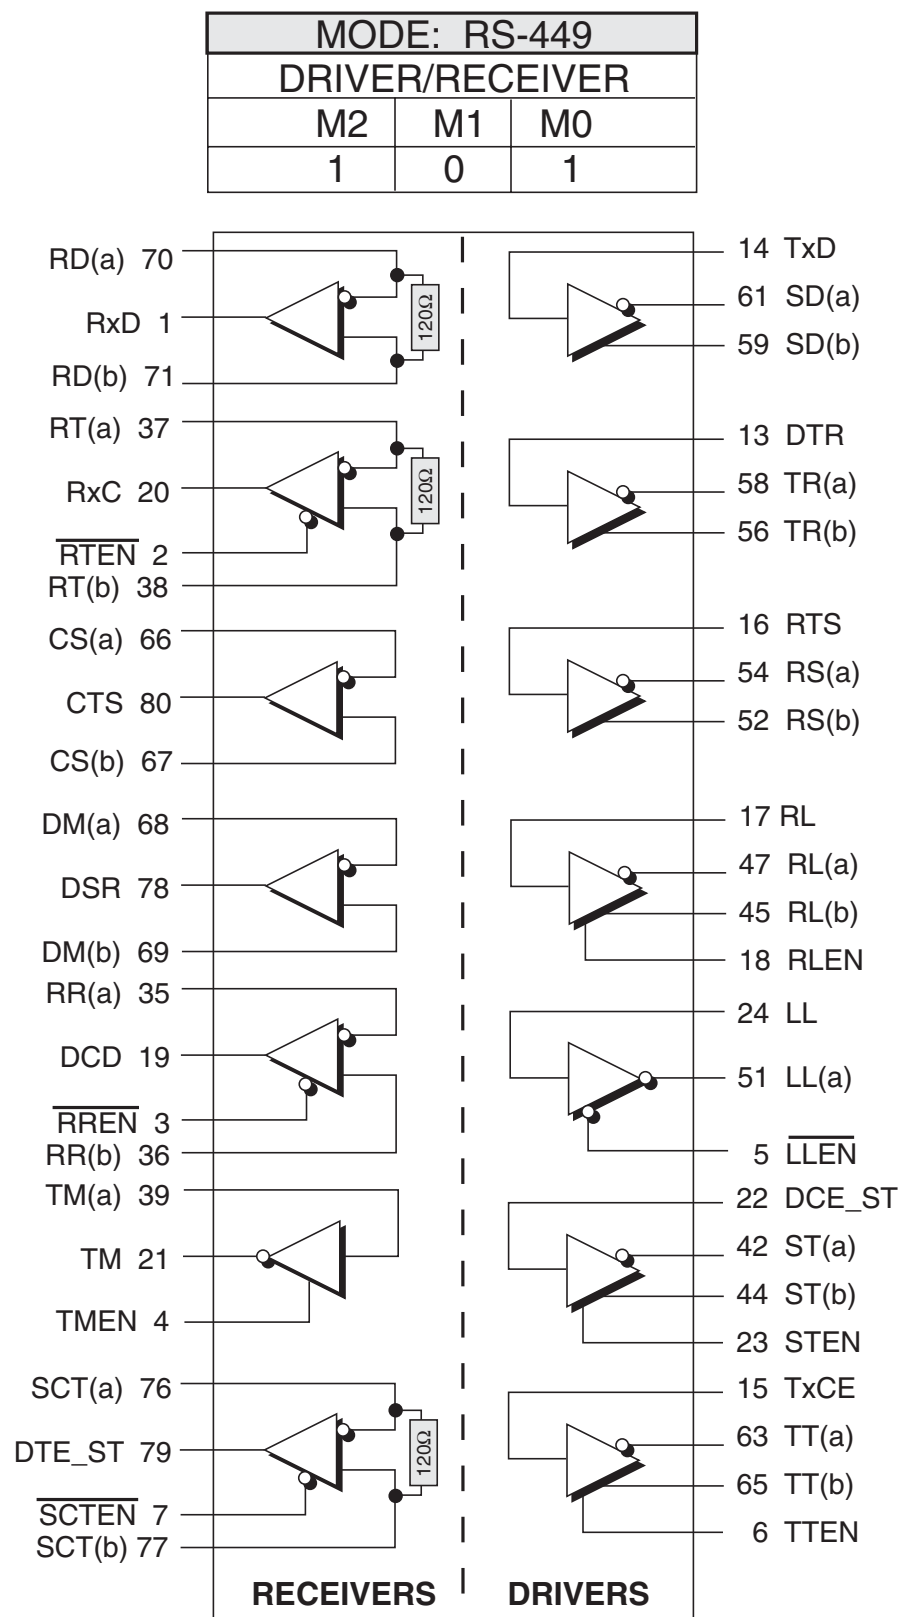 MODE: RS-449
DRIVER/RECEIVER
M2 M1 M0
1 0 1
RD(a) 70
RxD 1
RD(b) 71
120Ω
RT(a) 37
RxC 20
RTEN 2
RT(b) 38
120Ω
CS(a) 66
CTS 80
CS(b) 67
DM(a) 68
DSR 78
DM(b) 69
RR(a) 35
DCD 19
RREN 3
RR(b) 36
TM(a) 39
TM 21
TMEN 4
SCT(a) 76
DTE_ST 79
SCTEN 7
SCT(b) 77
120Ω
RECEIVERS
14 TxD
61 SD(a)
59 SD(b)
13 DTR
58 TR(a)
56 TR(b)
16 RTS
54 RS(a)
52 RS(b)
17 RL
47 RL(a)
45 RL(b)
18 RLEN
24 LL
51 LL(a)
5 LLEN
22 DCE_ST
42 ST(a)
44 ST(b)
23 STEN
15 TxCE
63 TT(a)
65 TT(b)
6 TTEN
DRIVERS